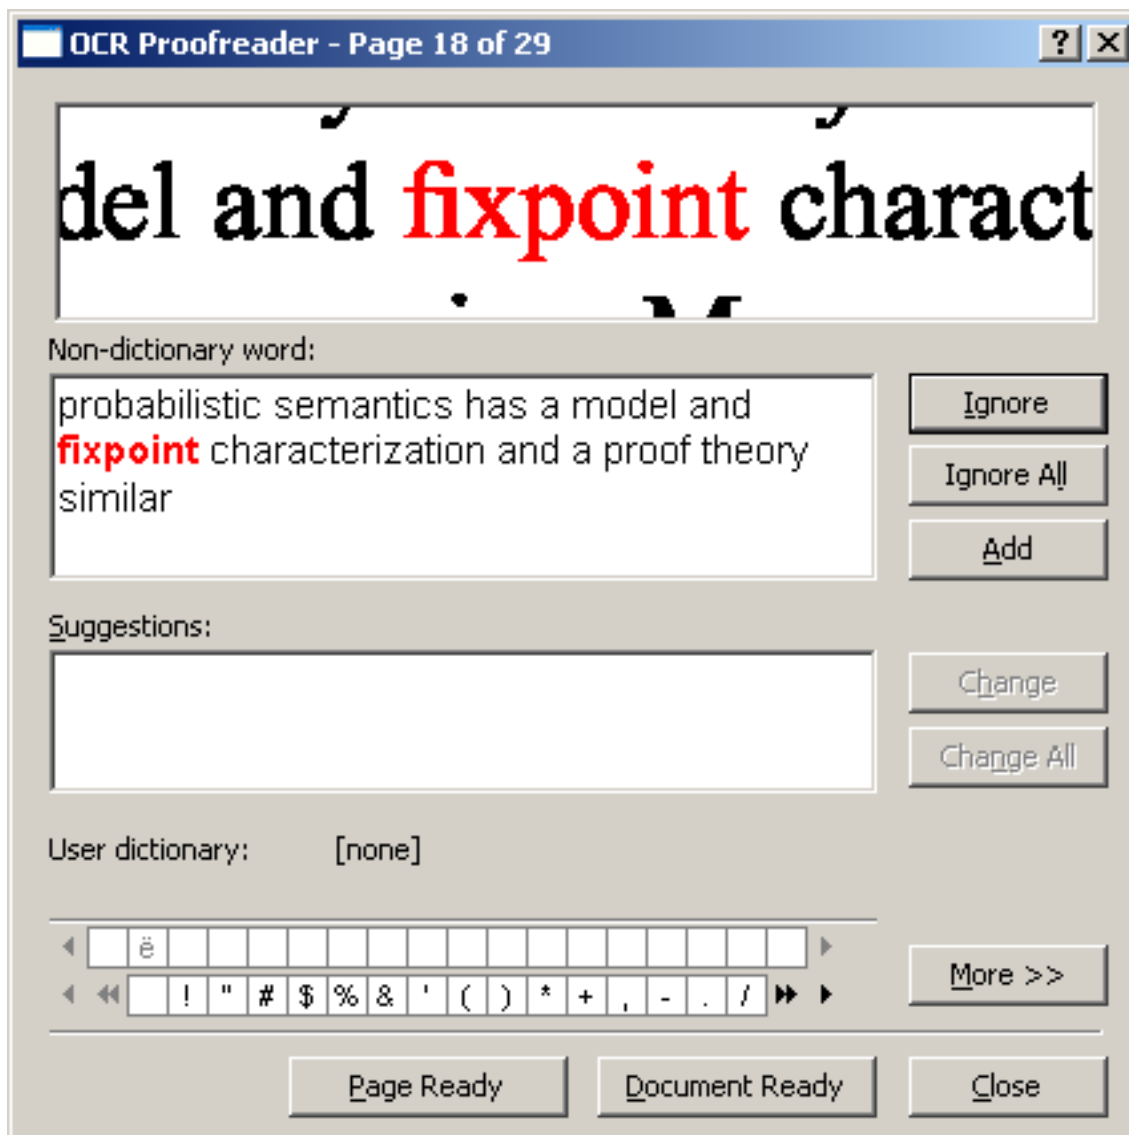 OCR Proofreader - Page 18 of 29
del and fixpoint charact
Non-dictionary word:
probabilistic semantics has a model and
fixpoint characterization and a proof theory
similar
Ignore
Ignore All
Add
Suggestions:
Change
Change All
User dictionary: [none]
ë
! " # $ % & ' ( ) * + , - . /
More >>
Page Ready
Document Ready
Close